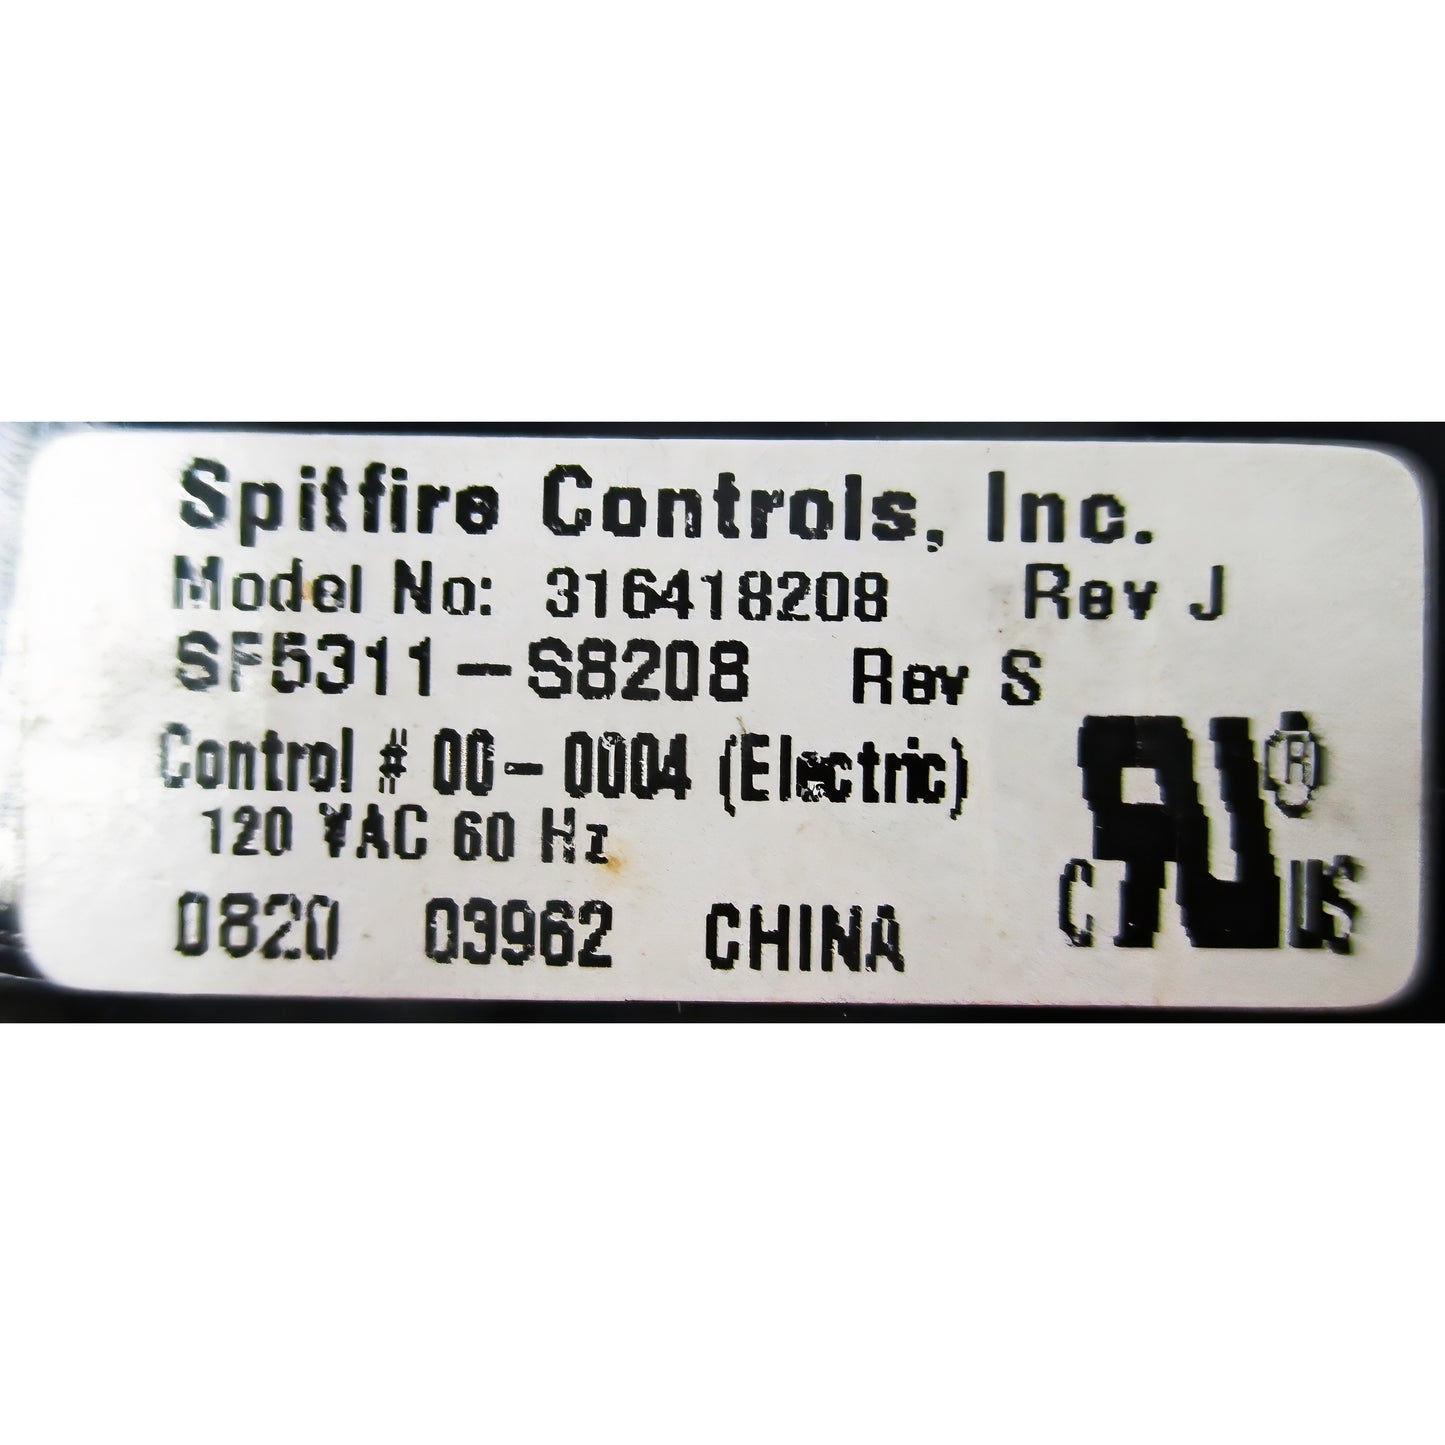 Spitfire Controls, Inc.
Model No: 316418208 Rev J
SF5311-S8208 Rev S
Control # 00-0004 (Electric)
120 VAC 60 Hz
0820 03962 CHINA
C RU ® US